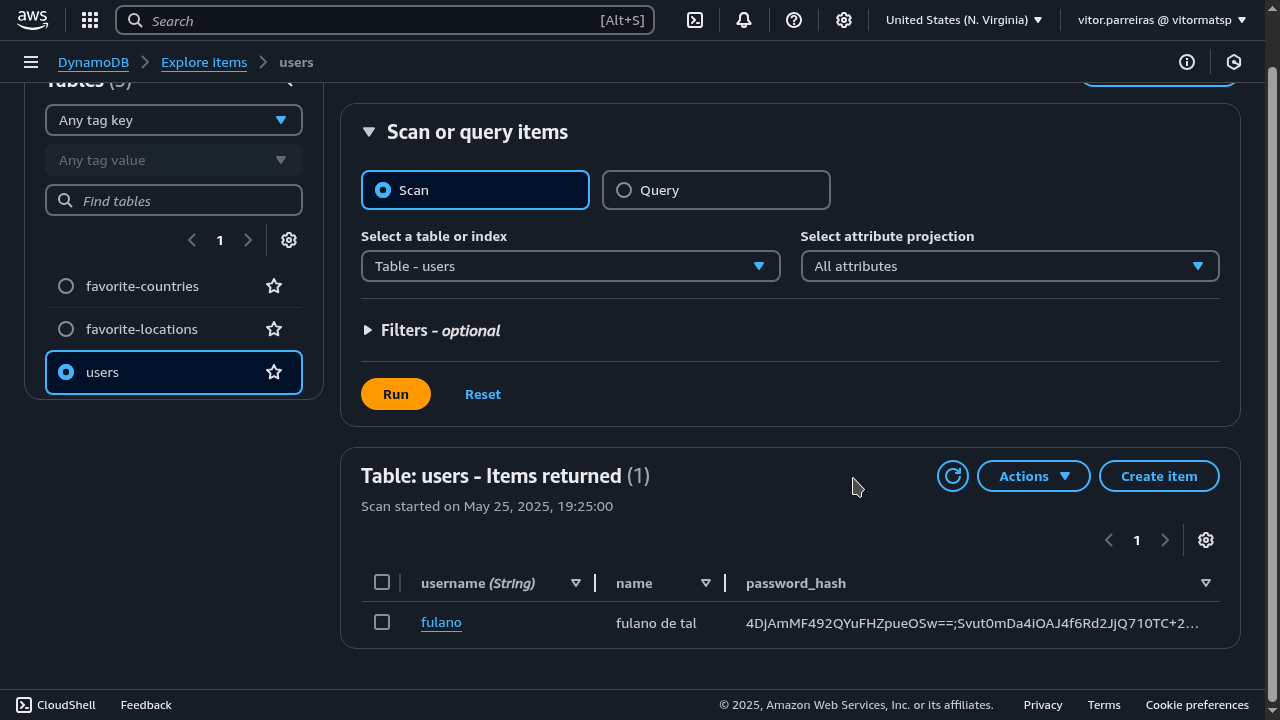 aws
Search [Alt+S]
United States (N. Virginia)
vitor.parreiras @ vitormatsp
DynamoDB
Explore items
users
Tables (3)
Any tag key
Any tag value
Find tables
1
favorite-countries
favorite-locations
users
Scan or query items
Scan
Query
Select a table or index
Select attribute projection
Table - users
All attributes
Filters - optional
Run
Reset
Table: users - Items returned (1)
Actions
Create item
Scan started on May 25, 2025, 19:25:00
1
username (String)
name
password_hash
fulano
fulano de tal
4DjAmMF492QYuFHZpueOSw==;Svut0mDa4IOAJ4f6Rd2JjQ710TC+2...
CloudShell
Feedback
© 2025, Amazon Web Services, Inc. or its affiliates.
Privacy
Terms
Cookie preferences